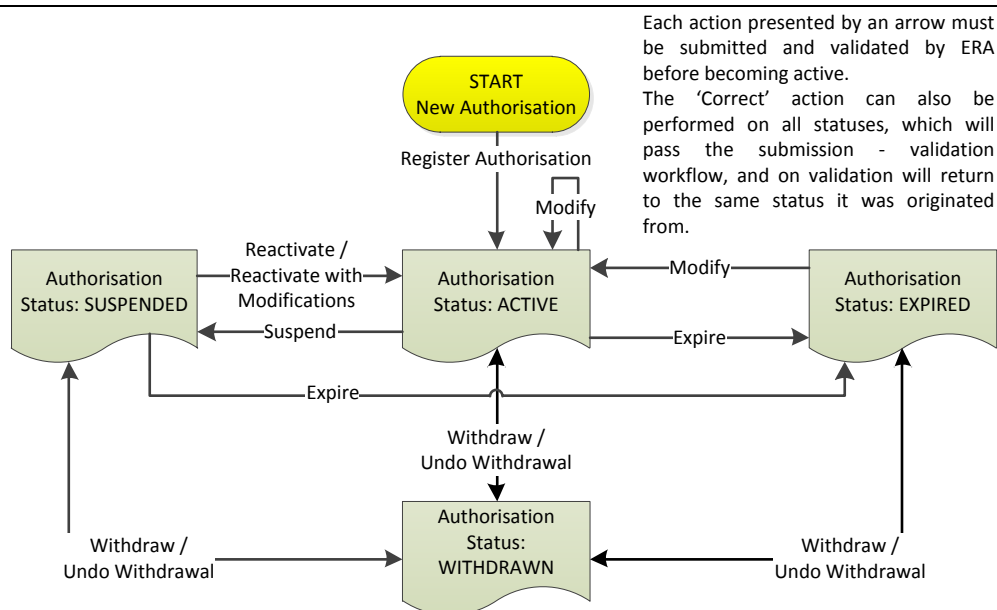 Each action presented by an arrow must
be submitted and validated by ERA
before becoming active.
The ‘Correct’ action can also be
performed on all statuses, which will
pass the submission - validation
workflow, and on validation will return
to the same status it was originated
from.
START
New Authorisation
Register Authorisation
Modify
Authorisation
Status: SUSPENDED
Reactivate /
Reactivate with
Modifications
Suspend
Authorisation
Status: ACTIVE
Modify
Expire
Authorisation
Status: EXPIRED
Expire
Withdraw /
Undo Withdrawal
Authorisation
Status:
WITHDRAWN
Withdraw /
Undo Withdrawal
Withdraw /
Undo Withdrawal